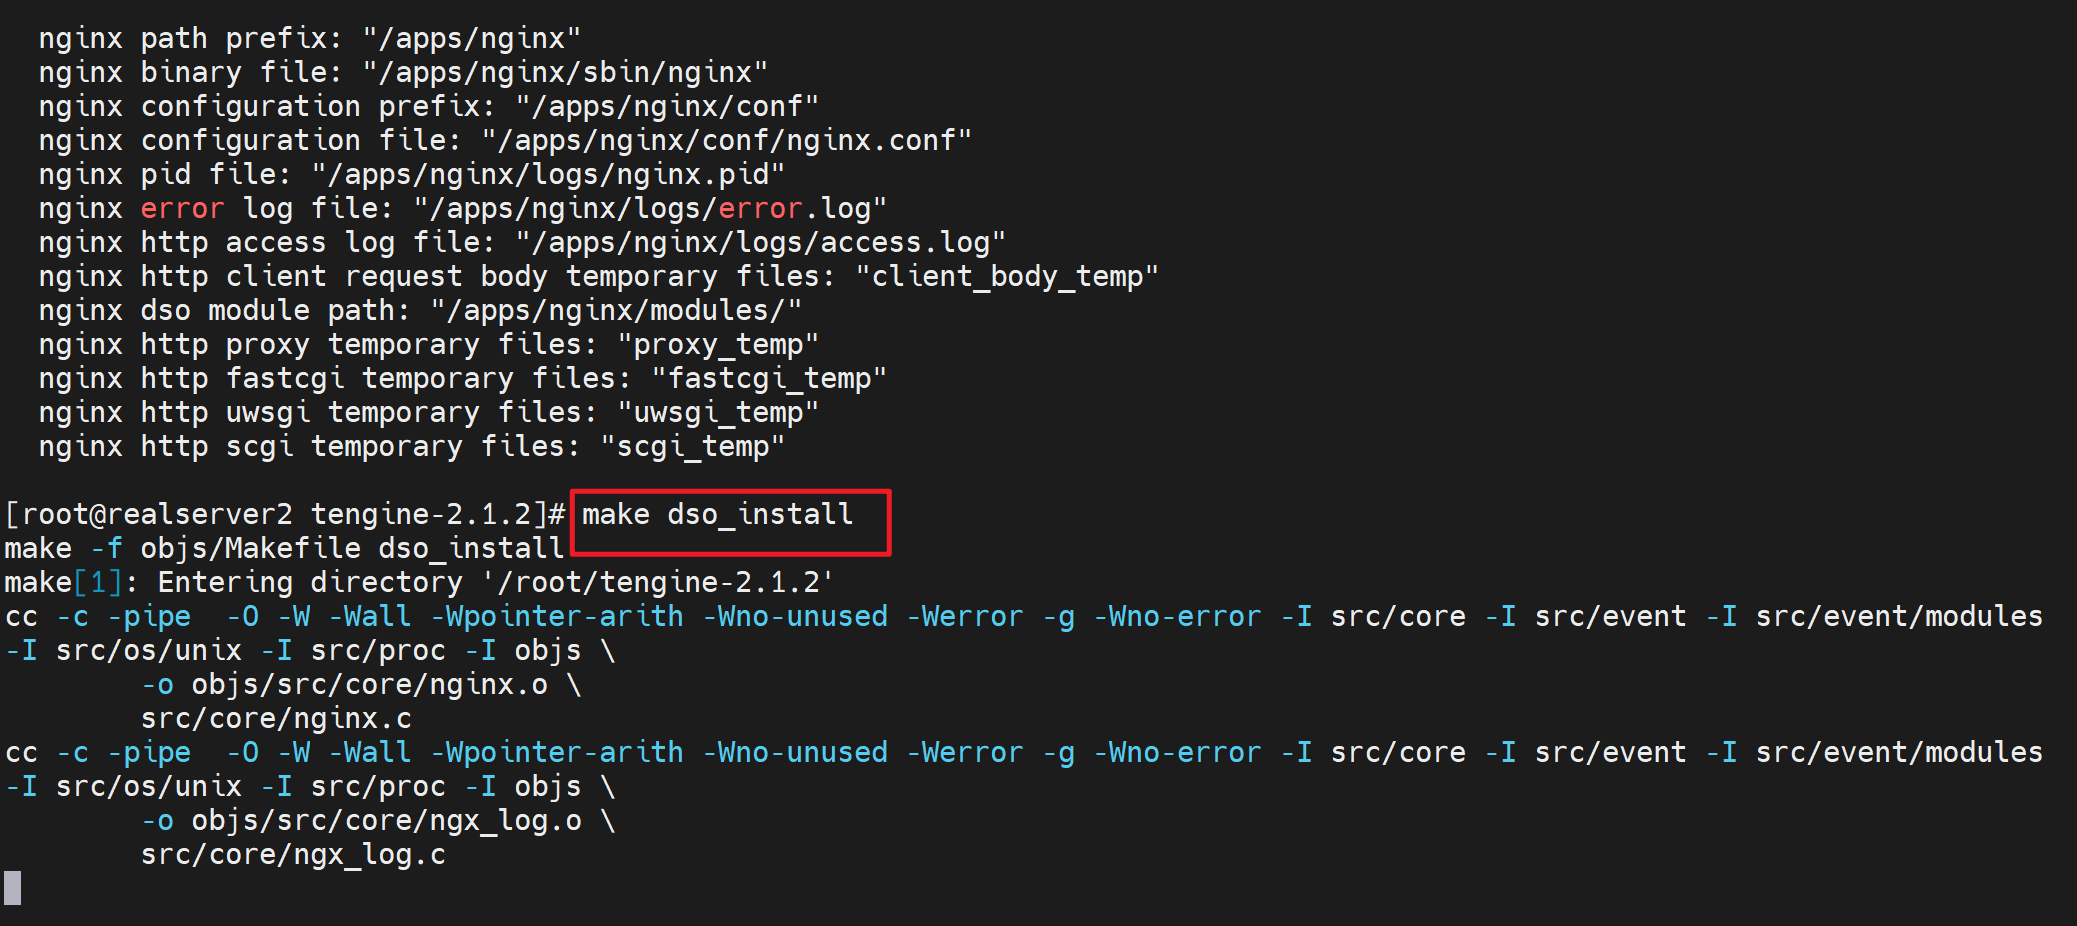 nginx path prefix: "/apps/nginx"
nginx binary file: "/apps/nginx/sbin/nginx"
nginx configuration prefix: "/apps/nginx/conf"
nginx configuration file: "/apps/nginx/conf/nginx.conf"
nginx pid file: "/apps/nginx/logs/nginx.pid"
nginx error log file: "/apps/nginx/logs/error.log"
nginx http access log file: "/apps/nginx/logs/access.log"
nginx http client request body temporary files: "client_body_temp"
nginx dso module path: "/apps/nginx/modules/"
nginx http proxy temporary files: "proxy_temp"
nginx http fastcgi temporary files: "fastcgi_temp"
nginx http uwsgi temporary files: "uwsgi_temp"
nginx http scgi temporary files: "scgi_temp"
[root@realserver2 tengine-2.1.2]# make dso_install
make -f objs/Makefile dso_install
make[1]: Entering directory '/root/tengine-2.1.2'
cc -c -pipe  -O -W -Wall -Wpointer-arith -Wno-unused -Werror -g -Wno-error -I src/core -I src/event -I src/event/modules
-I src/os/unix -I src/proc -I objs \
-o objs/src/core/nginx.o \
src/core/nginx.c
cc -c -pipe  -O -W -Wall -Wpointer-arith -Wno-unused -Werror -g -Wno-error -I src/core -I src/event -I src/event/modules
-I src/os/unix -I src/proc -I objs \
-o objs/src/core/ngx_log.o \
src/core/ngx_log.c